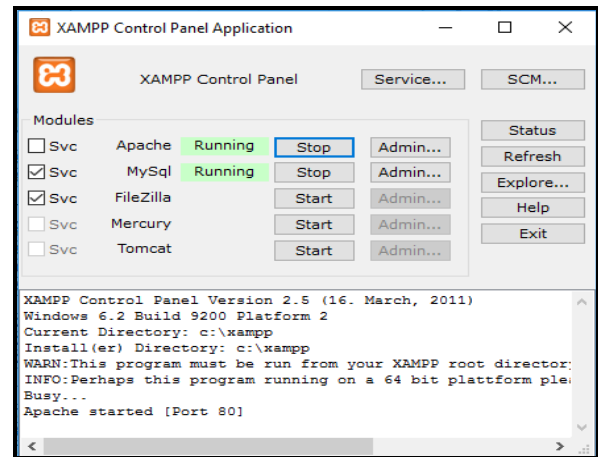 XAMPP Control Panel Application
XAMPP Control Panel Service... SCM...
Modules
Svc Apache Running Stop Admin...
Svc MySql Running Stop Admin...
Svc FileZilla Start Admin...
Svc Mercury Start Admin...
Svc Tomcat Start Admin...
Status
Refresh
Explore...
Help
Exit
XAMPP Control Panel Version 2.5 (16. March, 2011)
Windows 6.2 Build 9200 Platform 2
Current Directory: c:\xampp
Install(er) Directory: c:\xampp
WARN:This program must be run from your XAMPP root director
INFO:Perhaps this program running on a 64 bit plattform ple
Busy...
Apache started [Port 80]